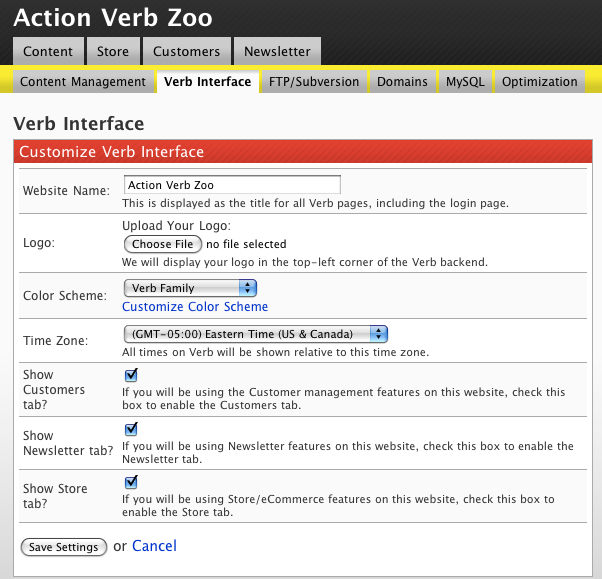 Action Verb Zoo
Content Store Customers Newsletter
Content Management Verb Interface FTP/Subversion Domains MySQL Optimization
Verb Interface
Customize Verb Interface
Website Name: Action Verb Zoo
This is displayed as the title for all Verb pages, including the login page.
Logo: Upload Your Logo:
Choose File no file selected
We will display your logo in the top-left corner of the Verb backend.
Color Scheme: Verb Family
Customize Color Scheme
Time Zone: (GMT-05:00) Eastern Time (US & Canada)
All times on Verb will be shown relative to this time zone.
Show
Customers
tab?
If you will be using the Customer management features on this website, check this
box to enable the Customers tab.
Show
Newsletter tab?
If you will be using Newsletter features on this website, check this box to enable the
Newsletter tab.
Show Store
tab?
If you will be using Store/eCommerce features on this website, check this box to
enable the Store tab.
Save Settings or Cancel